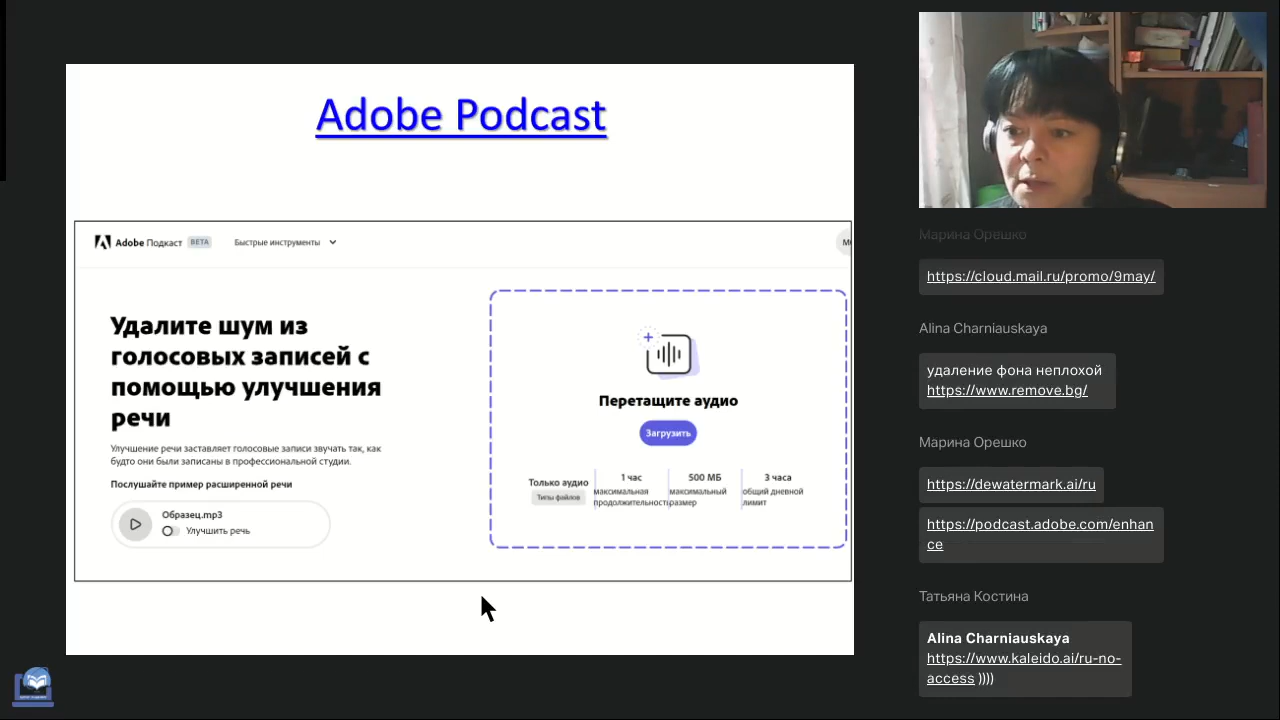 Adobe Podcast
Adobe Подкаст BETA Быстрые инструменты
Удалите шум из
голосовых записей с
помощью улучшения
речи
Улучшение речи заставляет голосовые записи звучать так, как
будто они были записаны в профессиональной студии.
Послушайте пример расширенной речи
Образец.mp3
Улучшить речь
Перетащите аудио
Загрузить
Только аудио
Типы файлов
1 час
максимальная
продолжительность
500 МБ
максимальный
размер
3 часа
общий дневной
лимит
Марина Орешко
https://cloud.mail.ru/promo/9may/
Alina Charniauskaya
удаление фона неплохой
https://www.remove.bg/
Марина Орешко
https://dewatermark.ai/ru
https://podcast.adobe.com/enhan
ce
Татьяна Костина
Alina Charniauskaya
https://www.kaleido.ai/ru-no-
access ))))